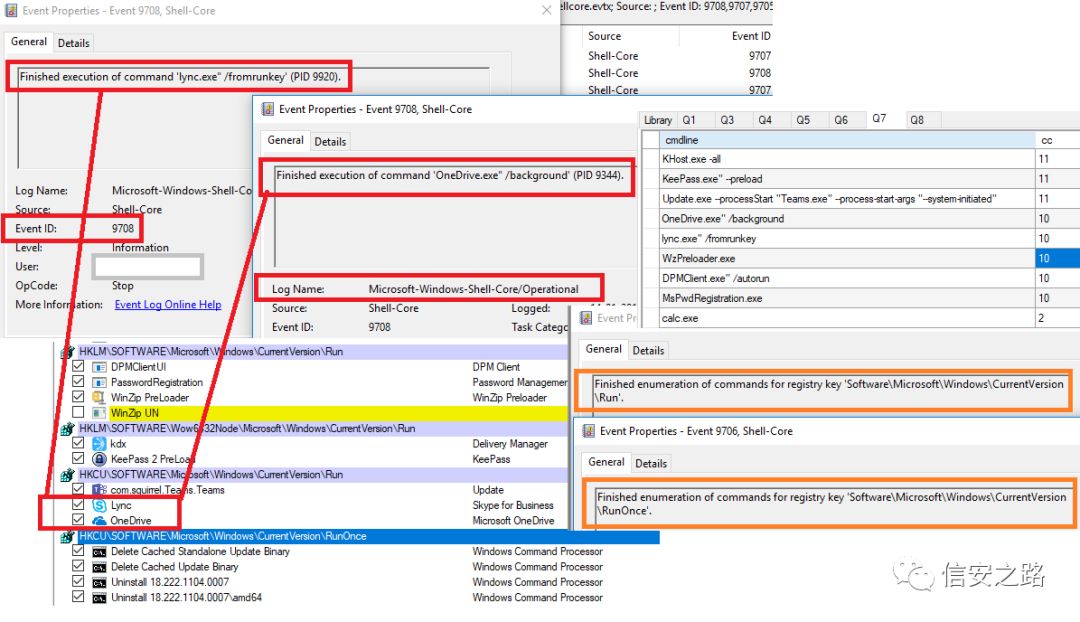 Event Properties - Event 9708, Shell-Core
General Details
Finished execution of command 'lync.exe" /fromrunkey' (PID 9920).
Log Name: Microsoft-Windows-Shell-Co
Source: Shell-Core
Event ID: 9708
Level: Information
User:
OpCode: Stop
More Information: Event Log Online Help
Event Properties - Event 9708, Shell-Core
General Details
Finished execution of command 'OneDrive.exe" /background' (PID 9344).
Log Name: Microsoft-Windows-Shell-Core/Operational
Source: Shell-Core Logged:
Event ID: 9708 Task Catego
ellcore.evtx; Source: ; Event ID: 9708,9707,9705
Source Event ID
Shell-Core 9707
Shell-Core 9708
Shell-Core 9707
Library Q1 Q3 Q4 Q5 Q6 Q7 Q8
cmdline cc
KHost.exe -all 11
KeePass.exe" --preload 11
Update.exe --processStart "Teams.exe" --process-start-args "--system-initiated" 11
OneDrive.exe" /background 10
lync.exe" /fromrunkey 10
WzPreloader.exe 10
DPMClient.exe" /autorun 10
MsPwdRegistration.exe 10
calc.exe 2
Event Pr
General Details
Finished enumeration of commands for registry key 'Software\Microsoft\Windows\CurrentVersion
\Run'.
Event Properties - Event 9706, Shell-Core
General Details
Finished enumeration of commands for registry key 'Software\Microsoft\Windows\CurrentVersion
\RunOnce'.
HKLM\SOFTWARE\Microsoft\Windows\CurrentVersion\Run
DPMClientUI DPM Client
PasswordRegistration Password Managemen
WinZip PreLoader WinZip Preloader
WinZip UN
HKLM\SOFTWARE\Wow6432Node\Microsoft\Windows\CurrentVersion\Run
kdx Delivery Manager
KeePass 2 PreLoad KeePass
HKCU\SOFTWARE\Microsoft\Windows\CurrentVersion\Run
com.squirrel.Teams.Teams Update
Lync Skype for Business
OneDrive Microsoft OneDrive
HKCU\SOFTWARE\Microsoft\Windows\CurrentVersion\RunOnce
Delete Cached Standalone Update Binary Windows Command Processor
Delete Cached Update Binary Windows Command Processor
Uninstall 18.222.1104.0007 Windows Command Processor
Uninstall 18.222.1104.0007\amd64 Windows Command Processor
信安之路